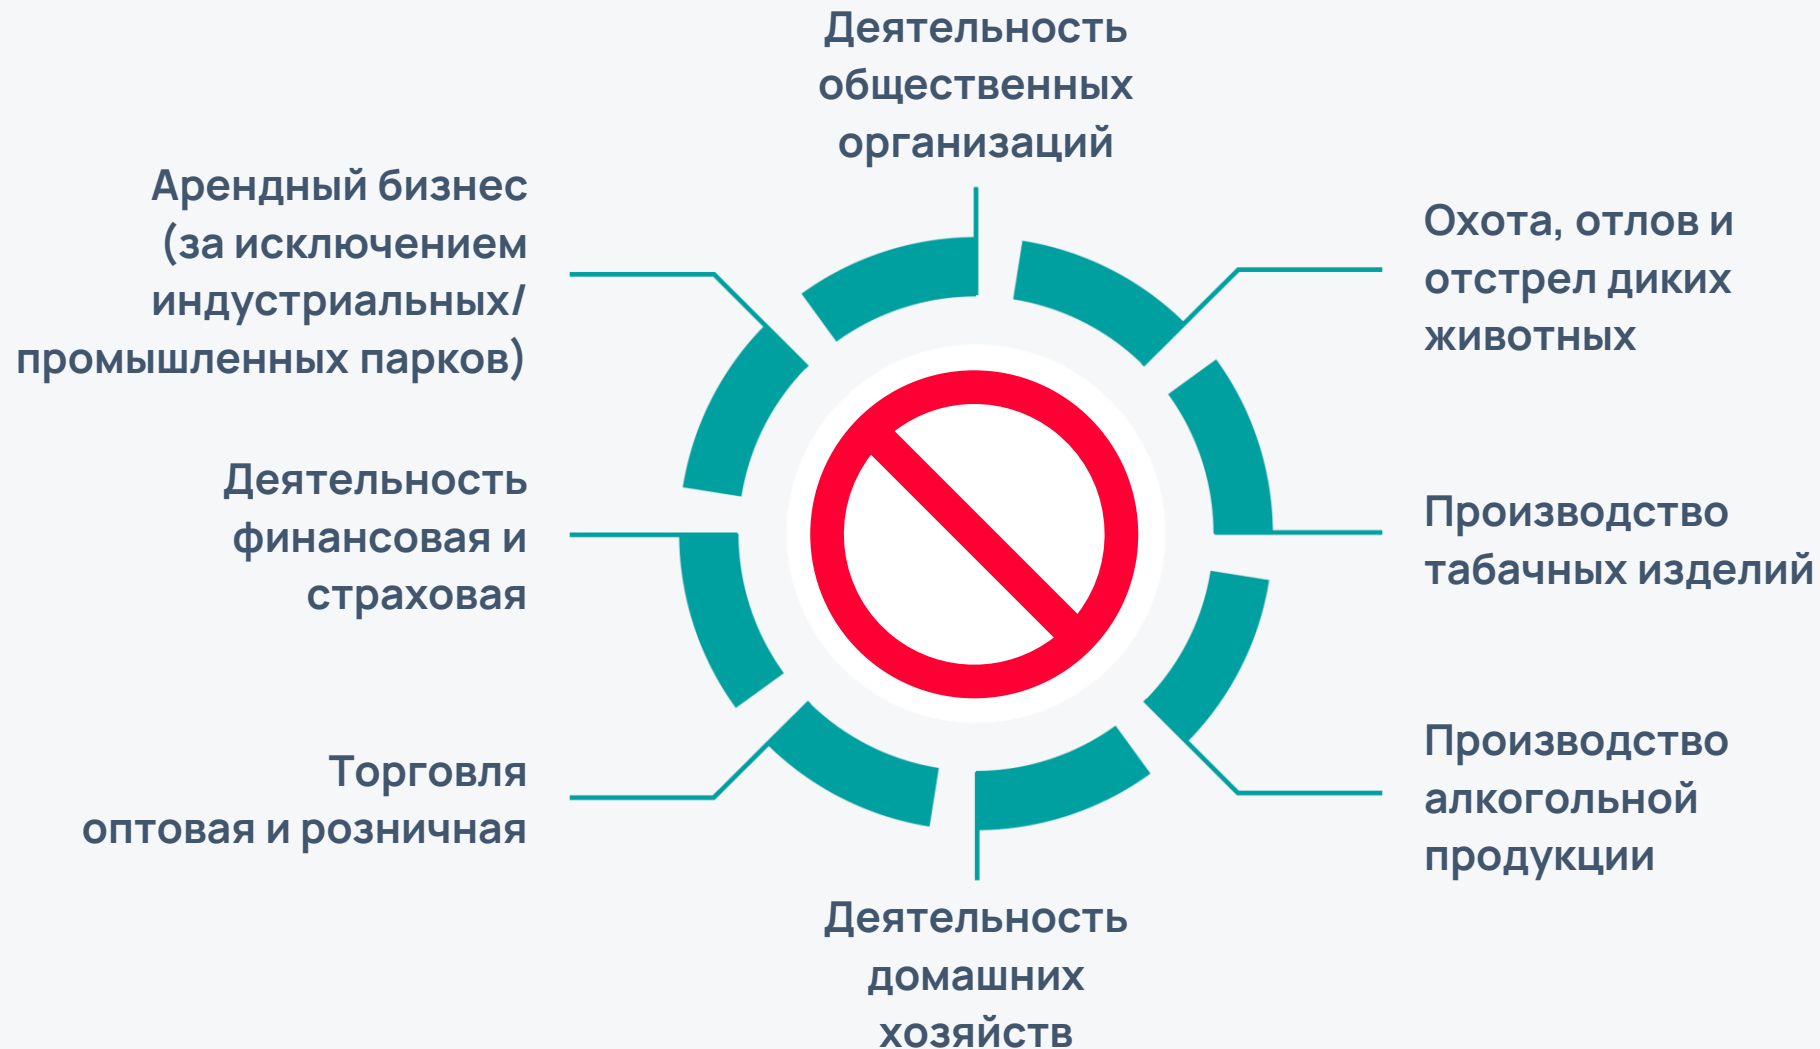 Деятельность
общественных
организаций
Арендный бизнес
(за исключением
индустриальных/
промышленных парков)
Охота, отлов и
отстрел диких
животных
Деятельность
финансовая и
страховая
Производство
табачных изделий
Торговля
оптовая и розничная
Производство
алкогольной
продукции
Деятельность
домашних
хозяйств